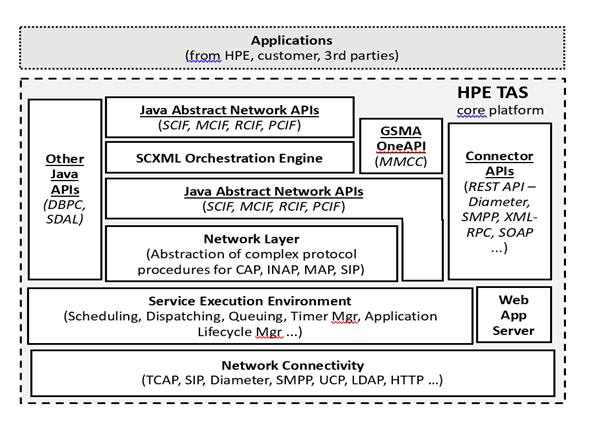 Applications
(from HPE, customer, 3rd parties)
HPE TAS
core platform
Other
Java
APIs
(DBPC,
SDAL)
Java Abstract Network APIs
(SCIF, MCIF, RCIF, PCIF)
SCXML Orchestration Engine
GSMA
OneAPI
(MMCC)
Java Abstract Network APIs
(SCIF, MCIF, RCIF, PCIF)
Network Layer
(Abstraction of complex protocol
procedures for CAP, INAP, MAP, SIP)
Connector
APIs
(REST API –
Diameter,
SMPP, XML-
RPC, SOAP
...)
Service Execution Environment
(Scheduling, Dispatching, Queuing, Timer Mgr, Application
Lifecycle Mgr ...)
Web
App
Server
Network Connectivity
(TCAP, SIP, Diameter, SMPP, UCP, LDAP, HTTP ...)